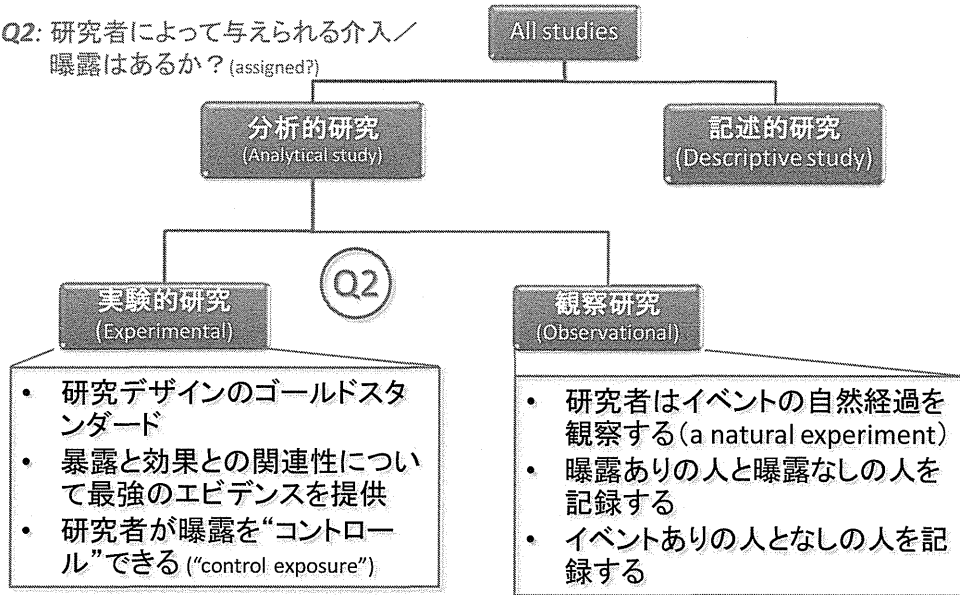 Q2: 研究者によって与えられる介入／
曝露はあるか？(assigned?)
All studies
分析的研究
(Analytical study)
記述的研究
(Descriptive study)
Q2
実験的研究
(Experimental)
観察研究
(Observational)
• 研究デザインのゴールドスタ
ンダード
• 暴露と効果との関連性につい
て最強のエビデンスを提供
• 研究者が曝露を“コントロー
ル”できる (“control exposure”)
• 研究者はイベントの自然経過を
観察する（a natural experiment）
• 曝露ありの人と曝露なしの人を
記録する
• イベントありの人となしの人を記
録する